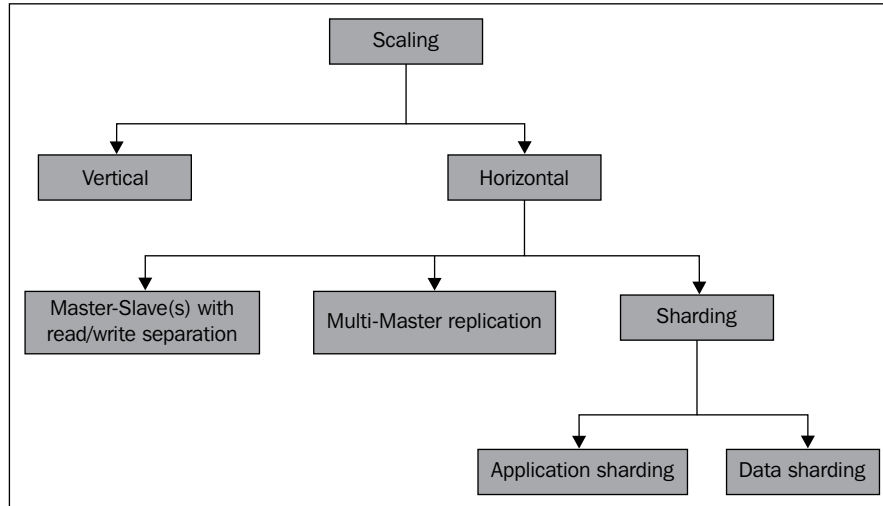 Scaling
Vertical
Horizontal
Master-Slave(s) with
read/write separation
Multi-Master replication
Sharding
Application sharding
Data sharding